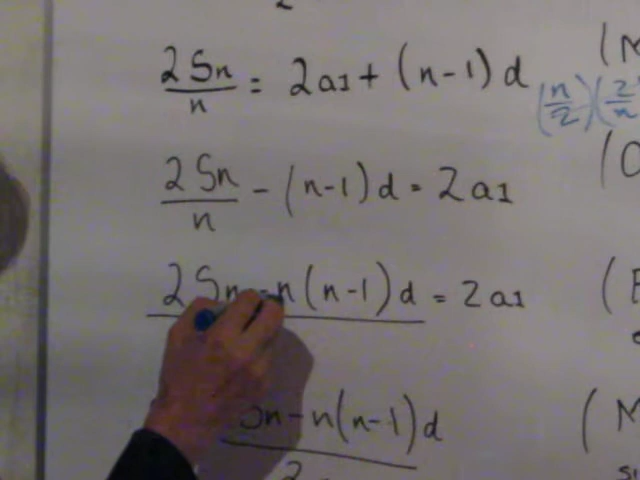 2Sn/n = 2a1 + (n-1)d
(n/2)(2
2Sn/n - (n-1)d = 2a1
2Sn - n(n-1)d = 2a1
Sn - n(n-1)d
2